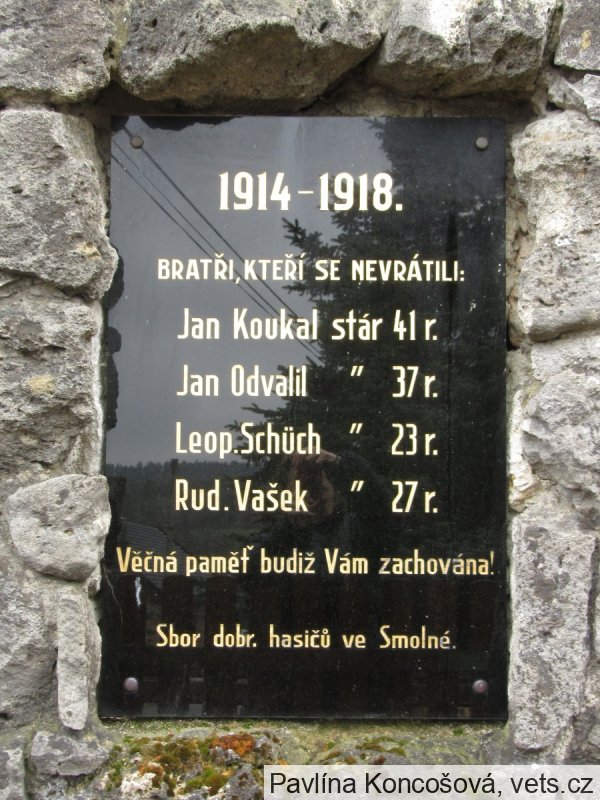 1914-1918.
BRATŘI, KTEŘÍ SE NEVRÁTILI:
Jan Koukal stár 41 r.
Jan Odvalil " 37 r.
Leop. Schüch " 23 r.
Rud. Vašek " 27 r.
Věčná paměť budiž Vám zachována!
Sbor dobr. hasičů ve Smolné.
Pavlína Koncošová, vets.cz